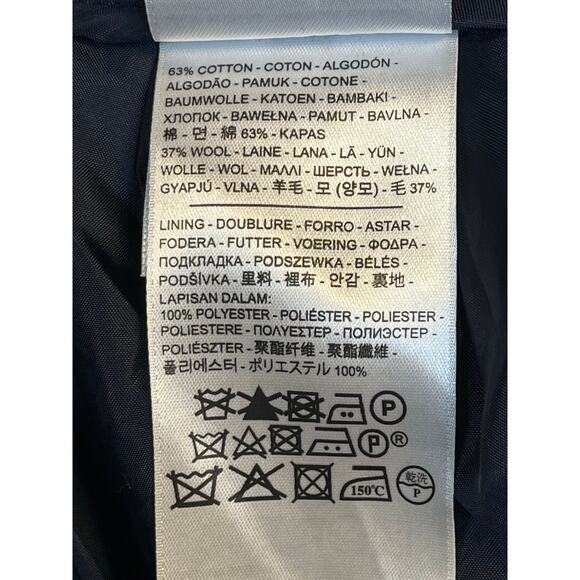 63% COTTON - COTON - ALGODÓN -
ALGODÃO - PAMUK - COTONE -
BAUMWOLLE - KATOEN - BAMBAKI -
ХЛОПОК - BAWEŁNA - PAMUT - BAVLNA -
棉 - 면 - 綿 63% - KAPAS
37% WOOL - LAINE - LANA - LÃ - YÜN -
WOLLE - WOL - ΜΑΛΛΙ - ШЕРСТЬ - WEŁNA -
GYAPJÚ - VLNA - 羊毛 - 모 (양모) - 毛 37%
LINING - DOUBLURE - FORRO - ASTAR -
FODERA - FUTTER - VOERING - ΦΟΔΡΑ -
ПОДКЛАДКА - PODSZEWKA - BÉLÉS -
PODŠÍVKA - 里料 - 裡布 - 안감 - 裏地 -
LAPISAN DALAM:
100% POLYESTER - POLIÉSTER - POLIESTER -
POLIESTERE - ΠΟΛΥΕΣΤΕΡ - ПОЛИЭСТЕР -
POLIÉSZTER - 聚酯纤维 - 聚酯纖維 -
폴리에스터 - ポリエステル 100%
P
P ®
150°C 乾洗 P